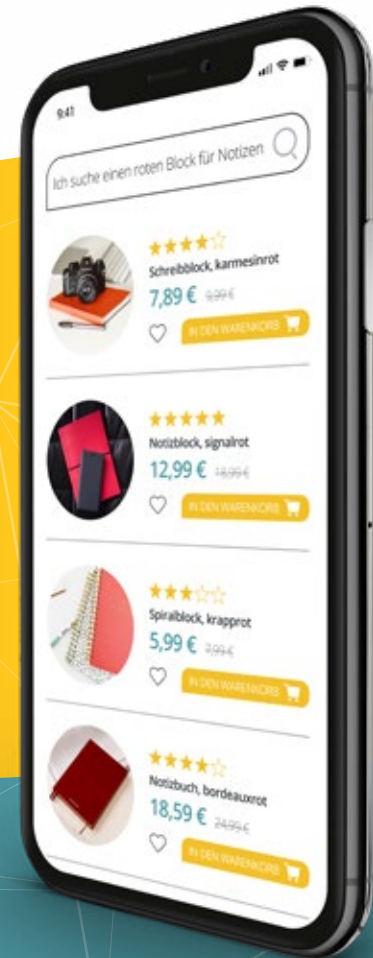 9:41
Ich suche einen roten Block für Notizen
Schreibblock, karmesinrot
7,89 € 9,99 €
IN DEN WARENKORB
Notizblock, signalrot
12,99 € 18,99 €
IN DEN WARENKORB
Spiralblock, krapprot
5,99 € 7,99 €
IN DEN WARENKORB
Notizbuch, bordeauxrot
18,59 € 24,99 €
IN DEN WARENKORB